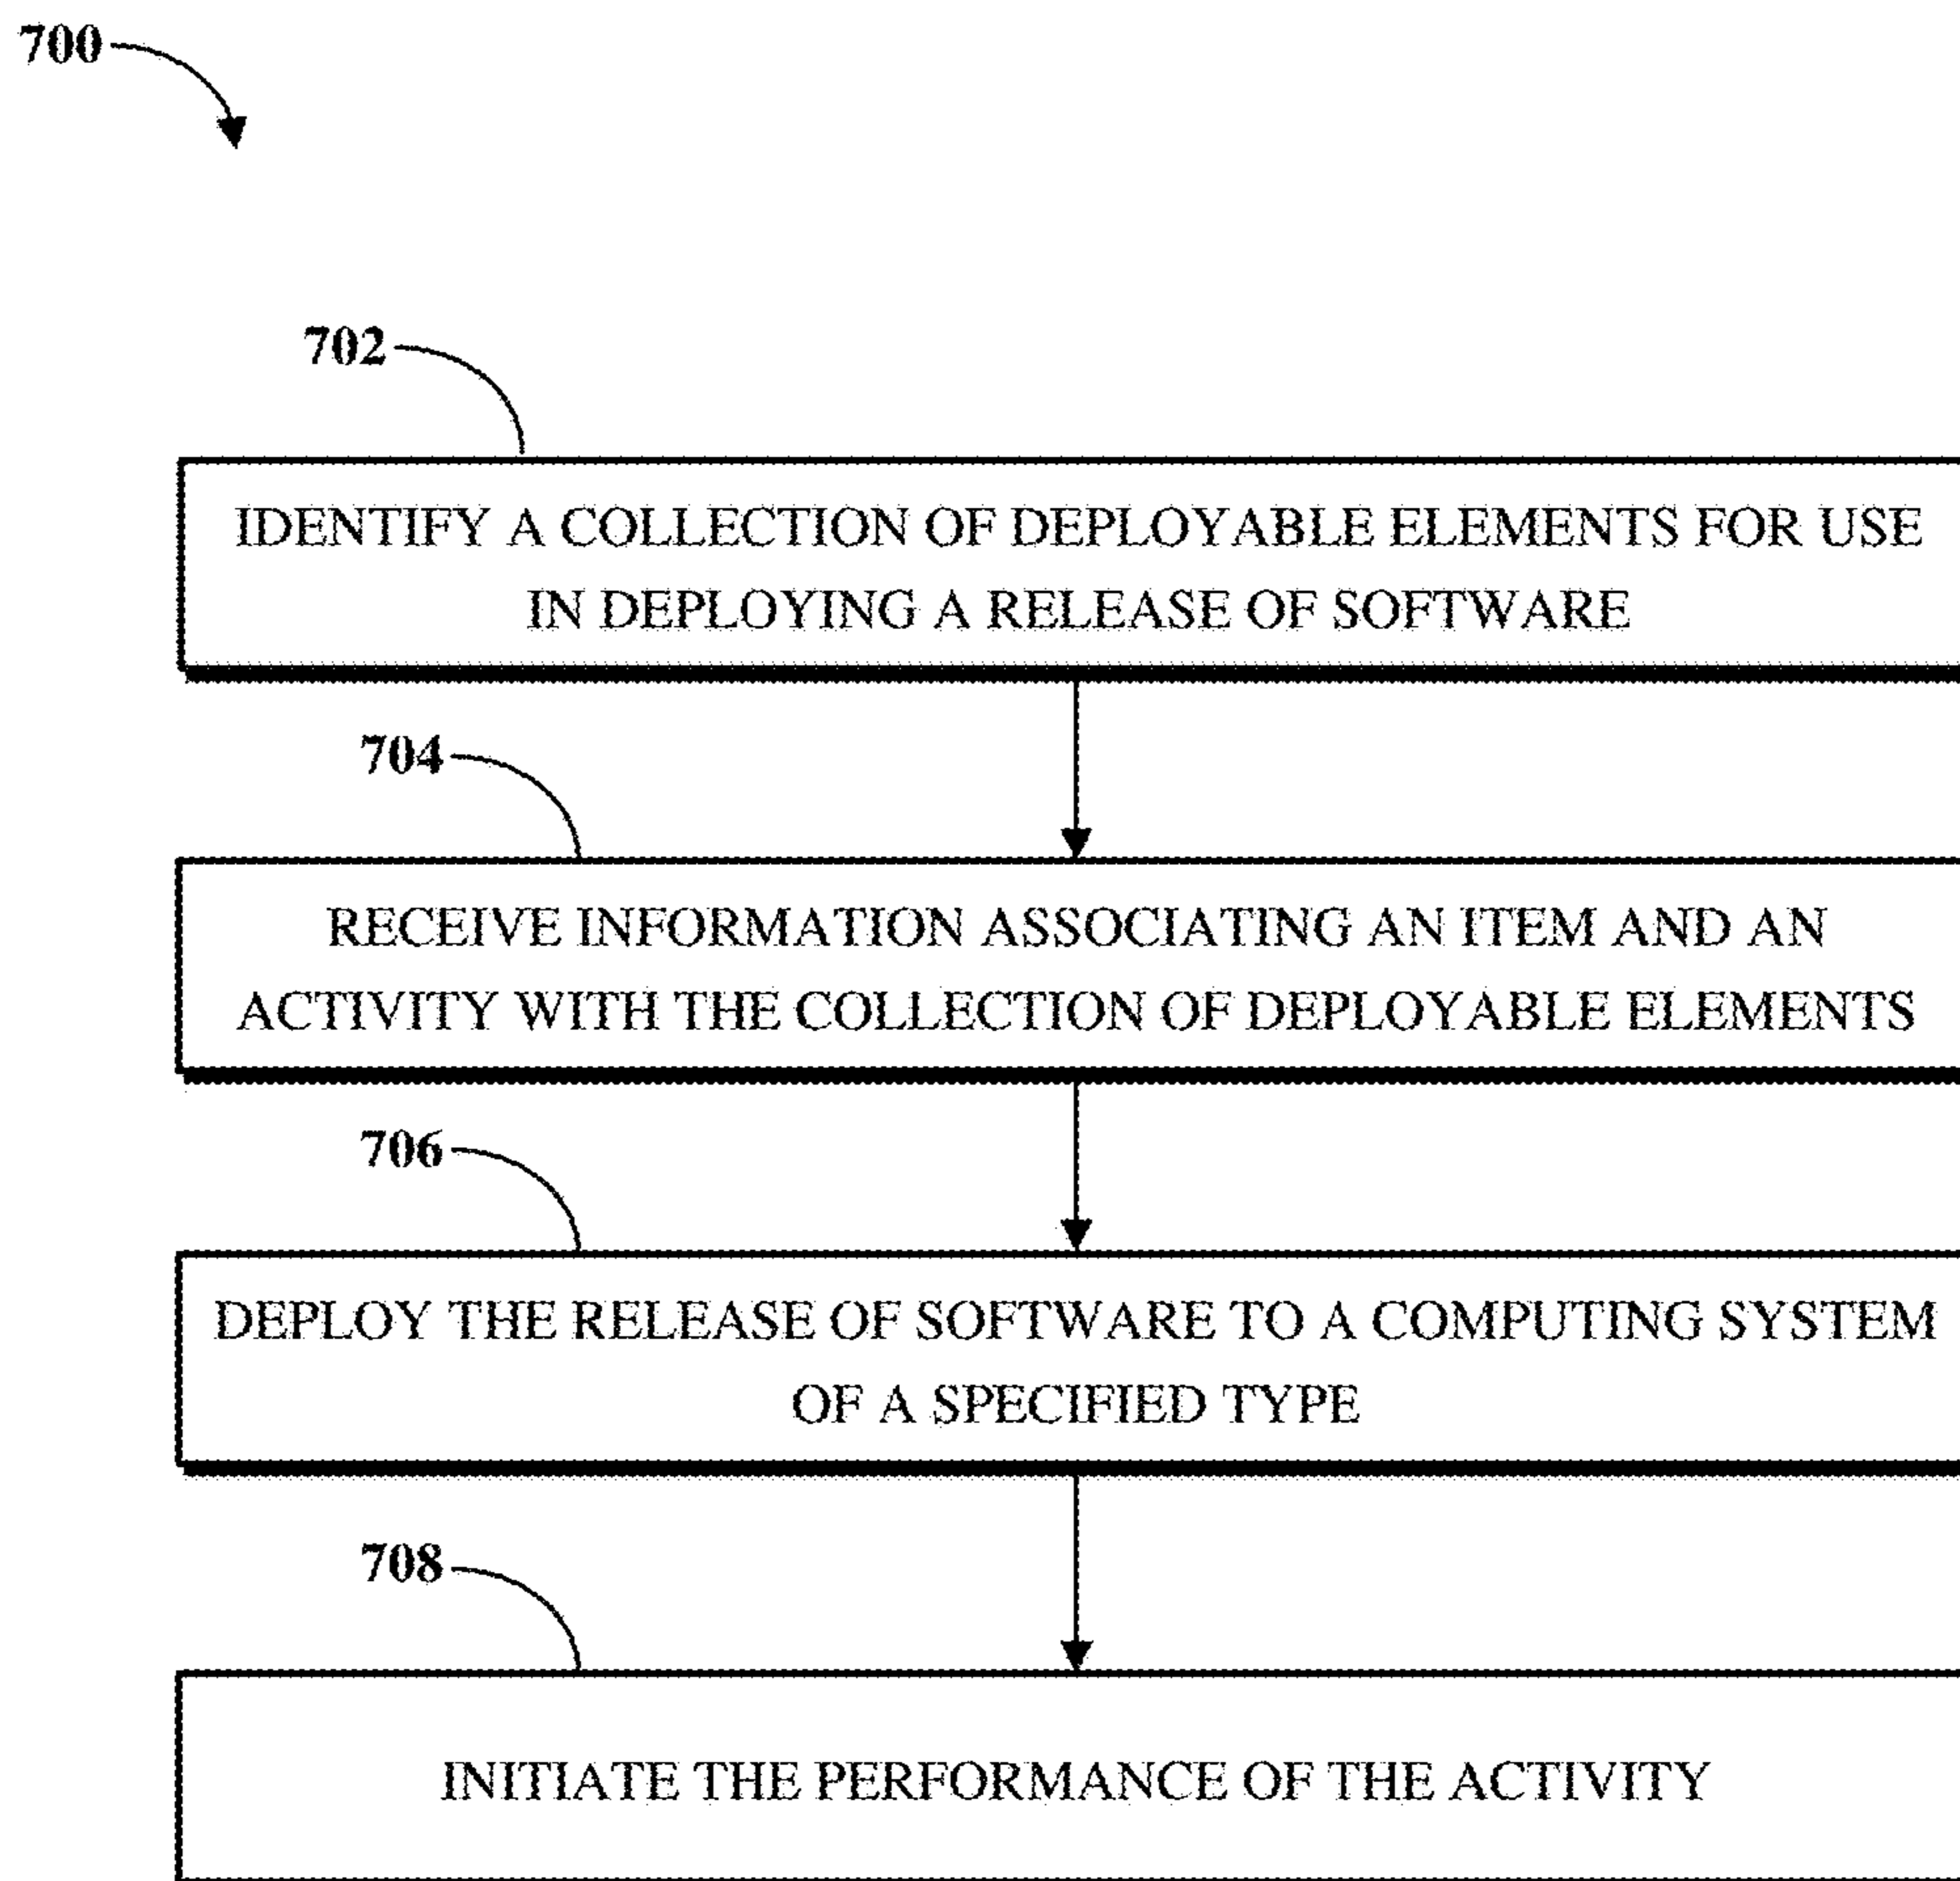 700
702
IDENTIFY A COLLECTION OF DEPLOYABLE ELEMENTS FOR USE
IN DEPLOYING A RELEASE OF SOFTWARE
704
RECEIVE INFORMATION ASSOCIATING AN ITEM AND AN
ACTIVITY WITH THE COLLECTION OF DEPLOYABLE ELEMENTS
706
DEPLOY THE RELEASE OF SOFTWARE TO A COMPUTING SYSTEM
OF A SPECIFIED TYPE
708
INITIATE THE PERFORMANCE OF THE ACTIVITY